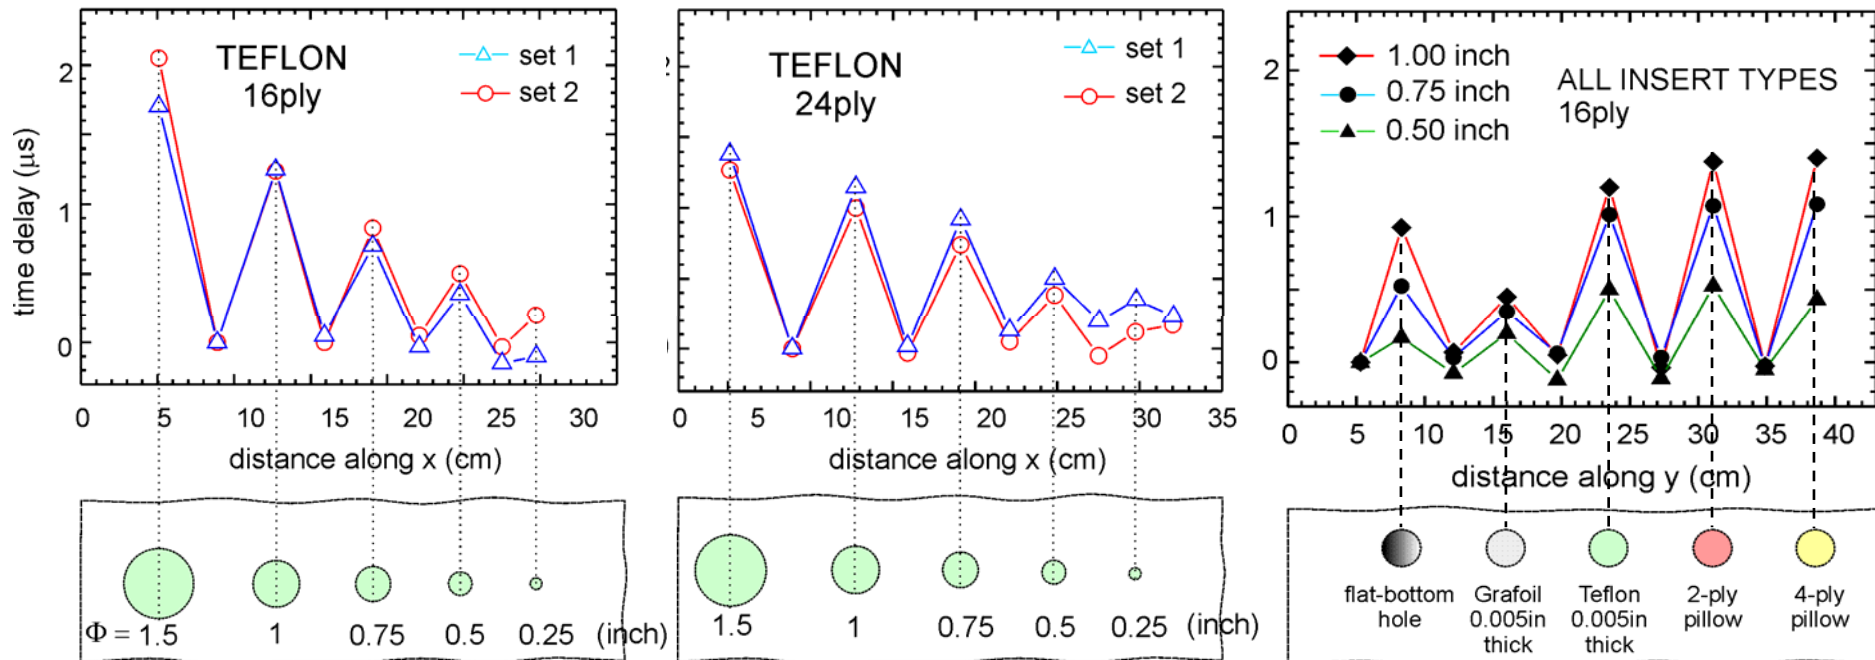 TEFLON
16ply
set 1
set 2
2
1
0
time delay (μs)
0 5 10 15 20 25 30
distance along x (cm)
Φ = 1.5 1 0.75 0.5 0.25 (inch)
TEFLON
24ply
set 1
set 2
0 5 10 15 20 25 30 35
distance along x (cm)
1.5 1 0.75 0.5 0.25 (inch)
1.00 inch
0.75 inch
0.50 inch
ALL INSERT TYPES
16ply
2
1
0
0 5 10 15 20 25 30 35 40
distance along y (cm)
flat-bottom
hole
Grafoil
0.005in
thick
Teflon
0.005in
thick
2-ply
pillow
4-ply
pillow